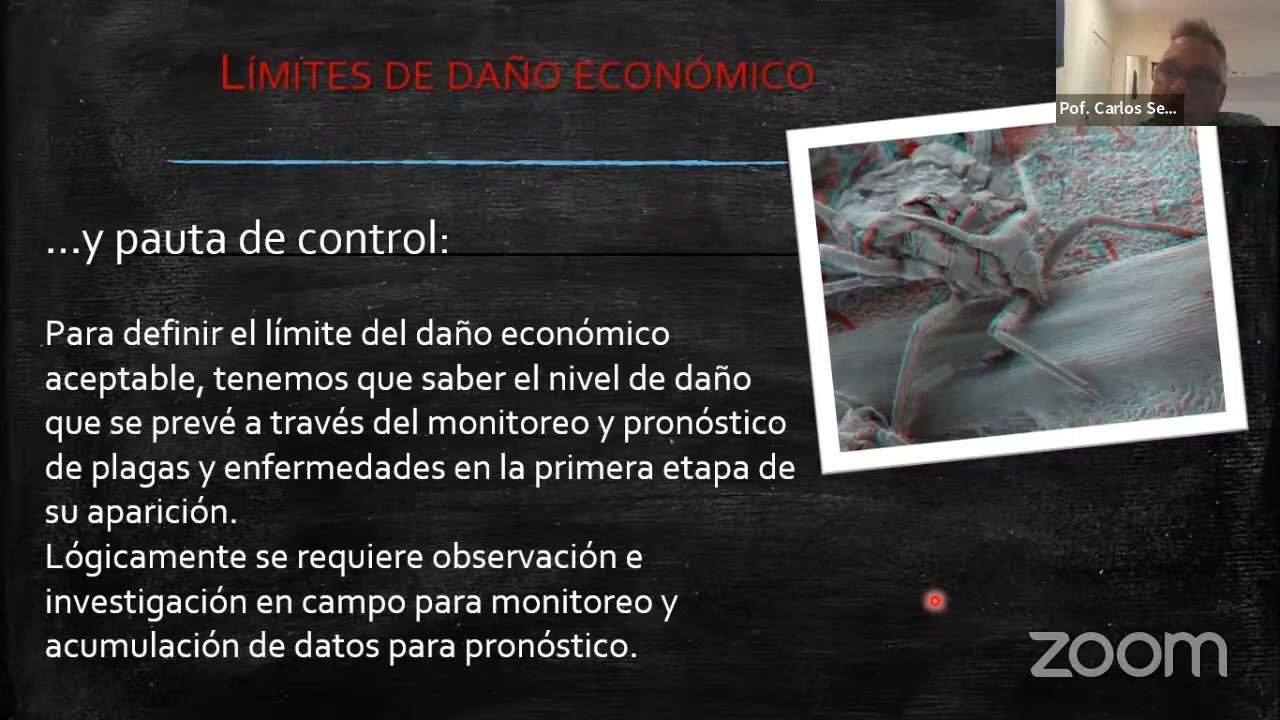 LÍMITES DE DAÑO ECONÓMICO
Pof. Carlos Se...
...y pauta de control:
Para definir el límite del daño económico
aceptable, tenemos que saber el nivel de daño
que se prevé a través del monitoreo y pronóstico
de plagas y enfermedades en la primera etapa de
su aparición.
Lógicamente se requiere observación e
investigación en campo para monitoreo y
acumulación de datos para pronóstico.
zoom